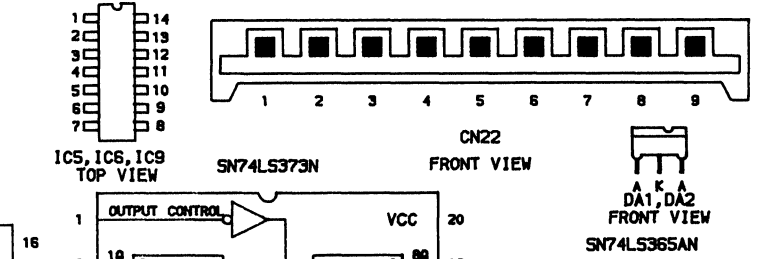 1 14
2 13
3 12
4 11
5 10
6 9
7 8
IC5, IC6, IC9
TOP VIEW
1 2 3 4 5 6 7 8 9
CN22
FRONT VIEW
A K A
DA1, DA2
FRONT VIEW
SN74LS373N
1 OUTPUT CONTROL VCC 20
16
1Q 8Q
SN74LS365AN